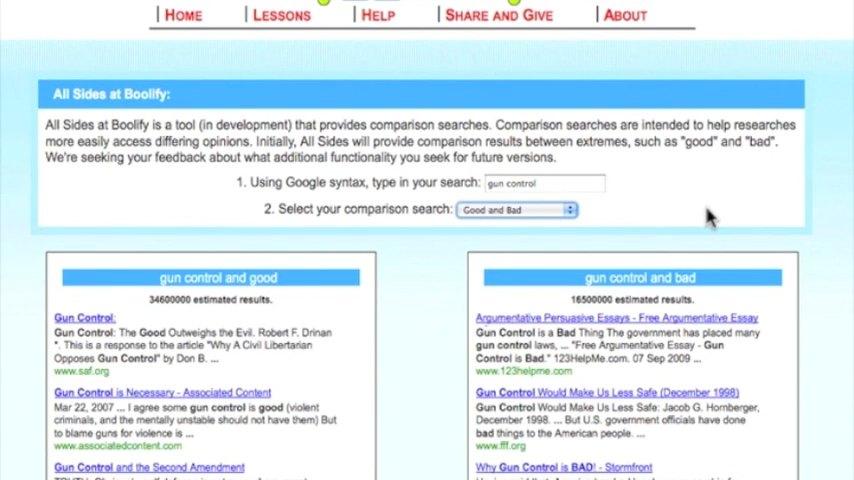 HOME LESSONS HELP SHARE AND GIVE ABOUT
All Sides at Boolify:
All Sides at Boolify is a tool (in development) that provides comparison searches. Comparison searches are intended to help researches
more easily access differing opinions. Initially, All Sides will provide comparison results between extremes, such as "good" and "bad".
We're seeking your feedback about what additional functionality you seek for future versions.
1. Using Google syntax, type in your search: gun control
2. Select your comparison search: Good and Bad
gun control and good
34600000 estimated results.
Gun Control:
Gun Control: The Good Outweighs the Evil. Robert F. Drinan
*. This is a response to the article "Why A Civil Libertarian
Opposes Gun Control" by Don B. ...
www.saf.org
Gun Control is Necessary - Associated Content
Mar 22, 2007 ... I agree some gun control is good (violent
criminals, and the mentally unstable should not have them) But
to blame guns for violence is ...
www.associatedcontent.com
Gun Control and the Second Amendment
gun control and bad
16500000 estimated results.
Argumentative Persuasive Essays - Free Argumentative Essay
Gun Control is a Bad Thing The government has placed many
gun control laws, ... "Free Argumentative Essay - Gun
Control is Bad." 123HelpMe.com. 07 Sep 2009 ...
www.123helpme.com
Gun Control Would Make Us Less Safe (December 1998)
Gun Control Would Make Us Less Safe: Jacob G. Hornberger,
December 1998. ... But U.S. government officials have done
bad things to the American people. ...
www.fff.org
Why Gun Control is BAD! - Stormfront